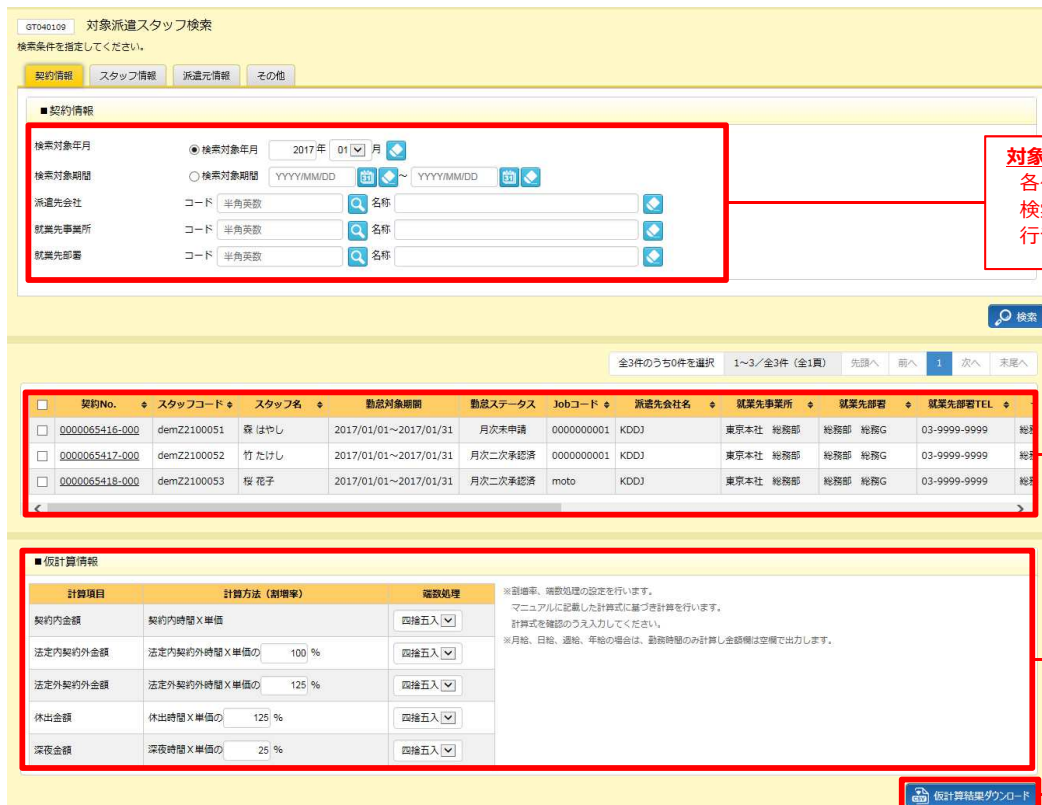 GT040109 対象派遣スタッフ検索
検索条件を指定してください。
契約情報 スタッフ情報 派遣元情報 その他
■契約情報
検索対象年月 検索対象年月 2017 年 01 月
検索対象期間 検索対象期間 YYYY/MM/DD 31 ～ YYYY/MM/DD 31
派遣先会社 コード 半角英数 名称
就業先事業所 コード 半角英数 名称
就業先部署 コード 半角英数 名称
対象
各
検
行
検索
全3件のうち0件を選択 1～3／全3件（全1頁） 先頭へ 前へ 1 次へ 末尾へ
契約No. スタッフコード スタッフ名 勤怠対象期間 勤怠ステータス Jobコード 派遣先会社名 就業先事業所 就業先部署 就業先部署TEL
0000065416-000 demZ2100051 森 はやし 2017/01/01～2017/01/31 月次未申請 0000000001 KDDJ 東京本社 総務部 総務部 総務G 03-9999-9999 総務
0000065417-000 demZ2100052 竹 たけし 2017/01/01～2017/01/31 月次二次承認済 0000000001 KDDJ 東京本社 総務部 総務部 総務G 03-9999-9999 総務
0000065418-000 demZ2100053 桜 花子 2017/01/01～2017/01/31 月次二次承認済 moto KDDJ 東京本社 総務部 総務部 総務G 03-9999-9999 総務
■仮計算情報
計算項目 計算方法（割増率） 端数処理
契約内金額 契約内時間×単価 四捨五入
法定内契約外金額 法定内契約外時間×単価の 100 % 四捨五入
法定外契約外金額 法定外契約外時間×単価の 125 % 四捨五入
休出金額 休出時間×単価の 125 % 四捨五入
深夜金額 深夜時間×単価の 25 % 四捨五入
※割増率、端数処理の設定を行います。
マニュアルに記載した計算式に基づき計算を行います。
計算式を確認のうえ入力してください。
※月給、日給、週給、年給の場合は、勤務時間のみ計算し金額欄は空欄で出力します。
CSV 仮計算結果ダウンロード